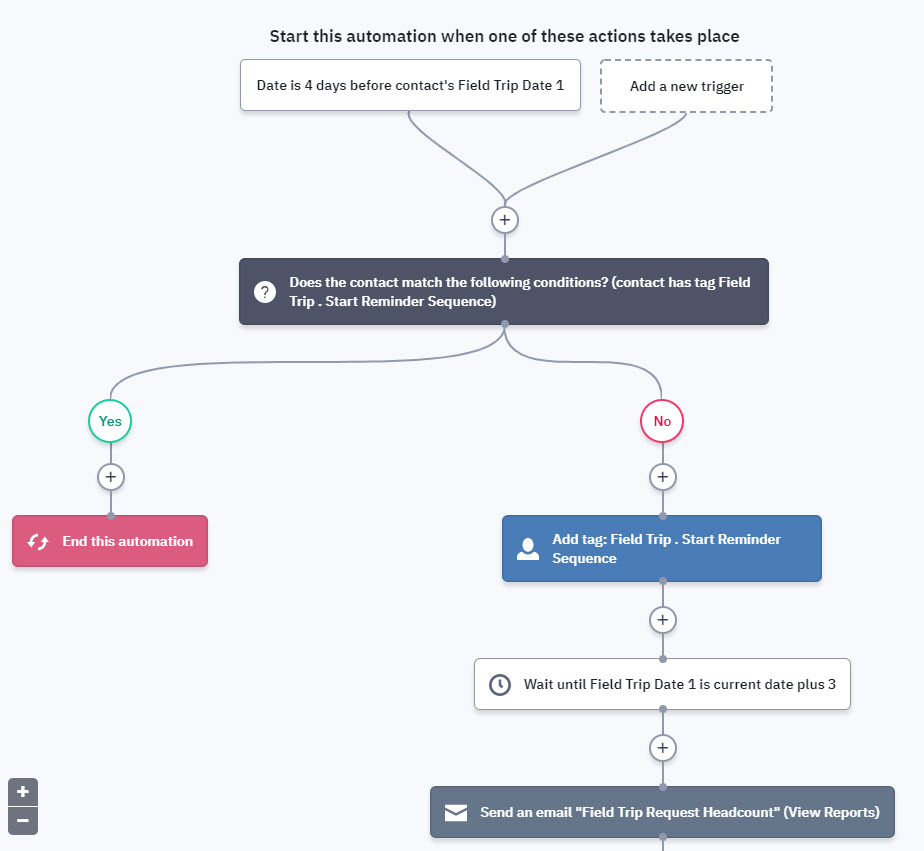 Start this automation when one of these actions takes place
Date is 4 days before contact's Field Trip Date 1
Add a new trigger
+
? Does the contact match the following conditions? (contact has tag Field
Trip . Start Reminder Sequence)
Yes
No
+
+
End this automation
Add tag: Field Trip . Start Reminder
Sequence
+
Wait until Field Trip Date 1 is current date plus 3
+
+
−
Send an email "Field Trip Request Headcount" (View Reports)